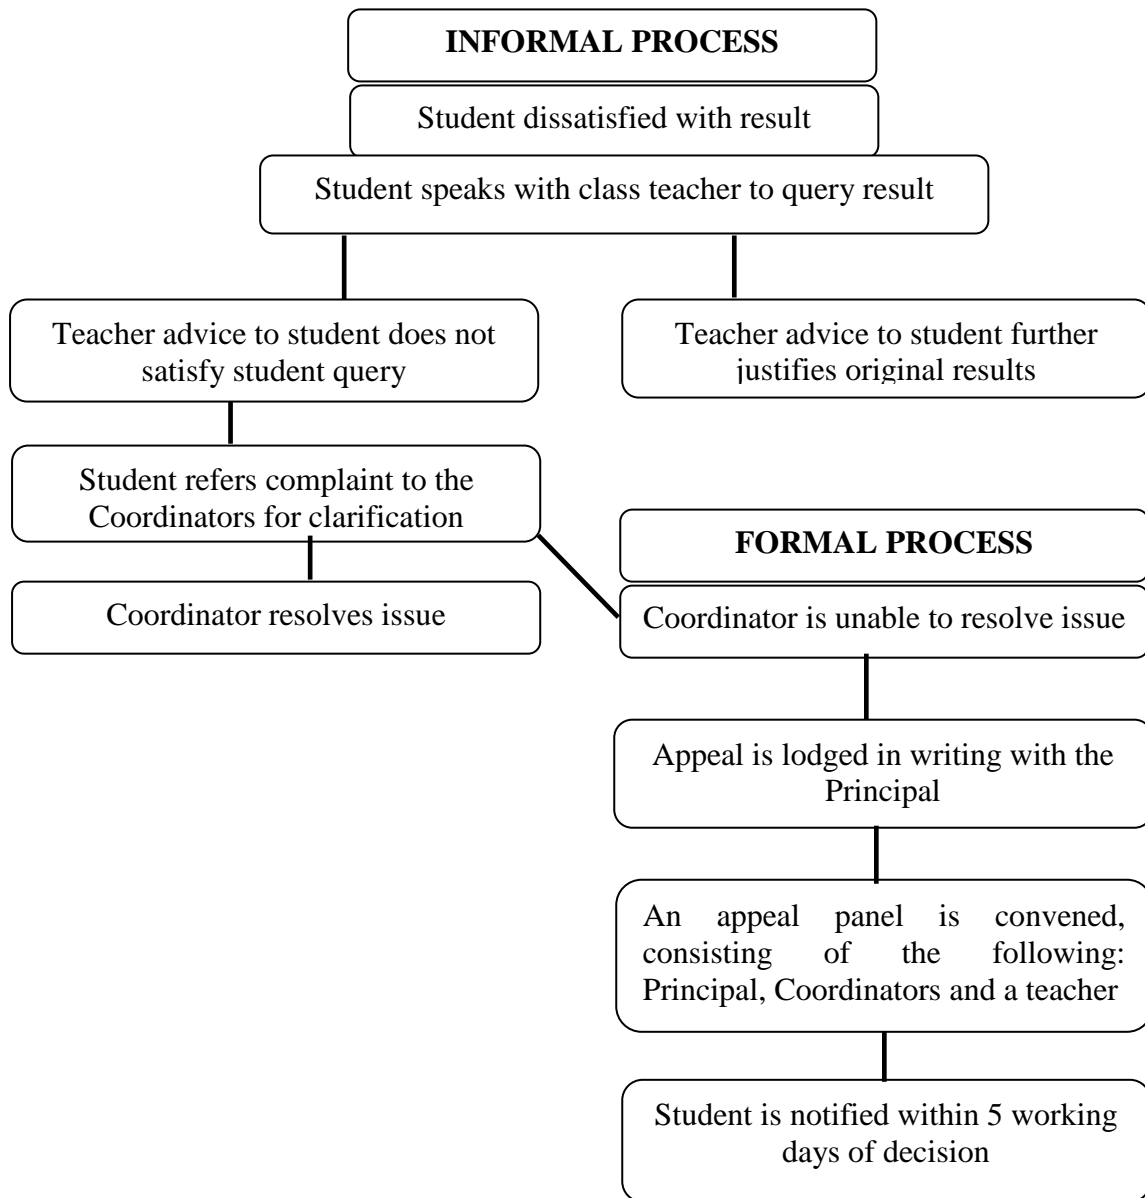 INFORMAL PROCESS
Student dissatisfied with result
Student speaks with class teacher to query result
Teacher advice to student does not
satisfy student query
Teacher advice to student further
justifies original results
Student refers complaint to the
Coordinators for clarification
Coordinator resolves issue
FORMAL PROCESS
Coordinator is unable to resolve issue
Appeal is lodged in writing with the
Principal
An appeal panel is convened,
consisting of the following:
Principal, Coordinators and a teacher
Student is notified within 5 working
days of decision